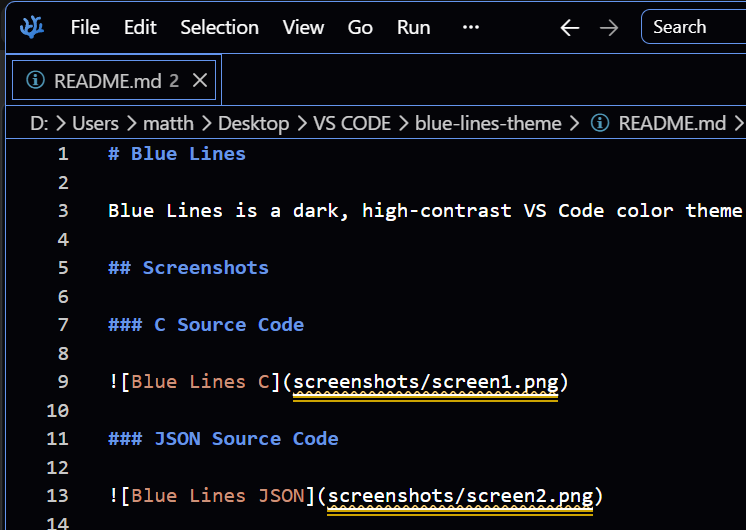 File Edit Selection View Go Run ··· Search
README.md 2
D: > Users > matth > Desktop > VS CODE > blue-lines-theme > README.md >
1 # Blue Lines
2
3 Blue Lines is a dark, high-contrast VS Code color theme
4
5 ## Screenshots
6
7 ### C Source Code
8
9 ![Blue Lines C](screenshots/screen1.png)
10
11 ### JSON Source Code
12
13 ![Blue Lines JSON](screenshots/screen2.png)
14